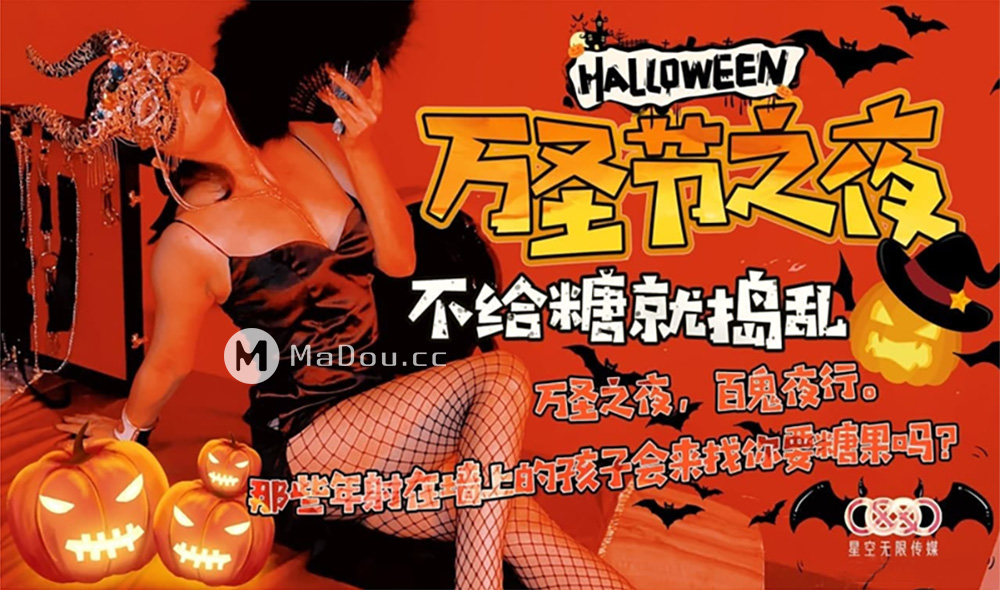 HALLOWEEN
万圣节之夜
不给糖就捣乱
MaDou.cc
万圣之夜，百鬼夜行。
那些年射在墙上的孩子会来找你要糖果吗？
星空无限传媒